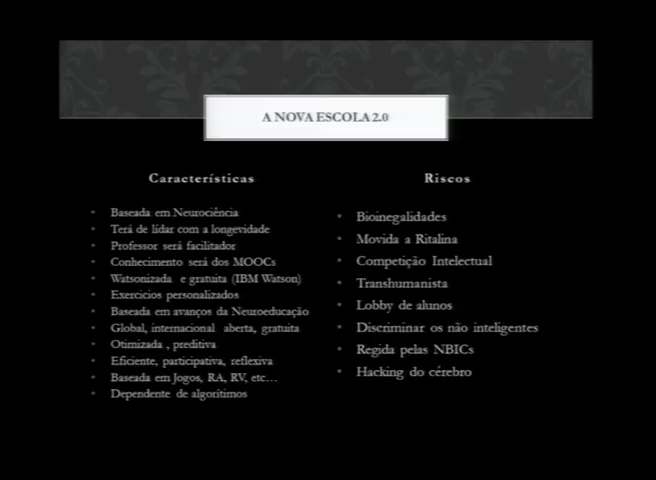 A NOVA ESCOLA 2.0
Características
Baseada em Neurociência
Terá de lidar com a longevidade
Professor será facilitador
Conhecimento será dos MOOCs
Watsonizada e gratuita (IBM Watson)
Exercicios personalizados
Baseada em avanços da Neuroeducação
Global, internacional aberta, gratuita
Otimizada , preditiva
Eficiente, participativa, reflexiva
Baseada em Jogos, RA, RV, etc...
Dependente de algorítimos
Riscos
Bioinegalidades
Movida a Ritalina
Competição Intelectual
Transhumanista
Lobby de alunos
Discriminar os não inteligentes
Regida pelas NBICs
Hacking do cérebro